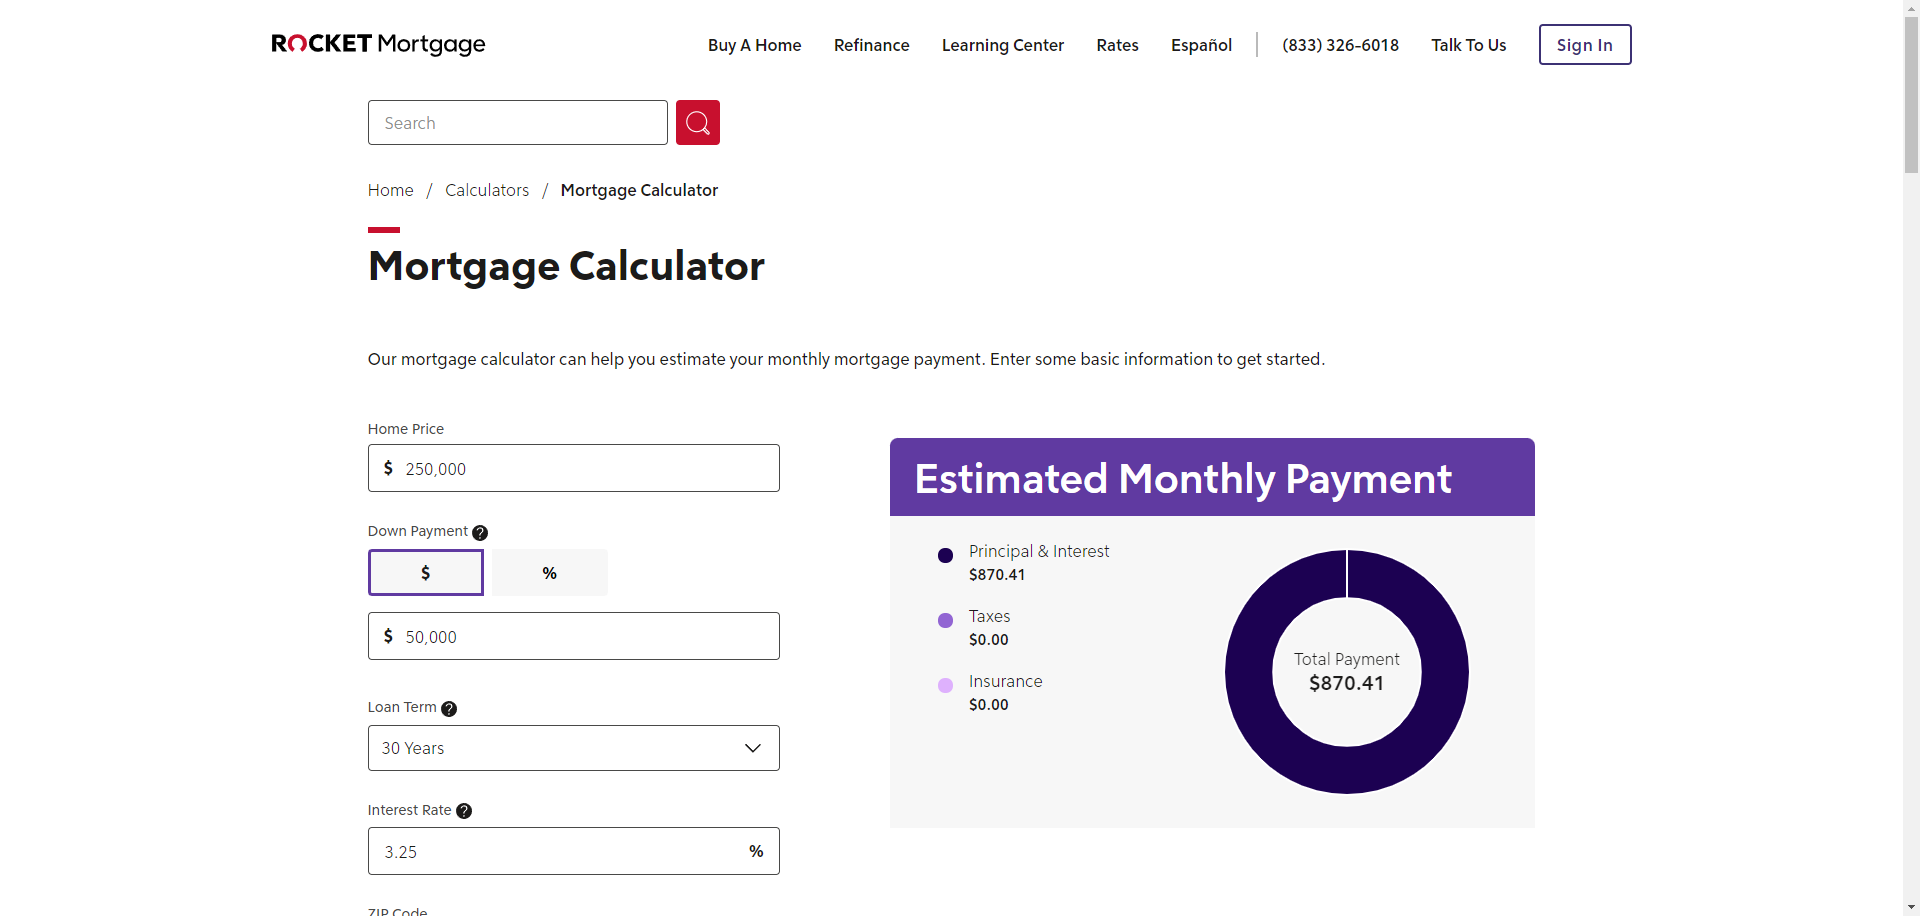 ROCKET Mortgage
Buy A Home
Refinance
Learning Center
Rates
Español
(833) 326-6018
Talk To Us
Sign In
Search
Home / Calculators / Mortgage Calculator
Mortgage Calculator
Our mortgage calculator can help you estimate your monthly mortgage payment. Enter some basic information to get started.
Home Price
$ 250,000
Down Payment ?
$
%
$ 50,000
Loan Term ?
30 Years
Interest Rate ?
3.25 %
ZIP Code
Estimated Monthly Payment
Principal & Interest
$870.41
Taxes
$0.00
Insurance
$0.00
Total Payment
$870.41